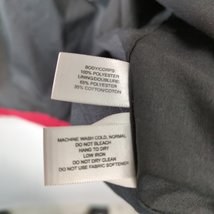 BODY/CORPS
100% POLYESTER
LINING/DOUBLURE
65% POLYESTER
35% COTTON/COTON
MACHINE WASH COLD, NORMAL
DO NOT BLEACH
HANG TO DRY
LOW IRON
DO NOT DRY CLEAN
DO NOT USE FABRIC SOFTENER